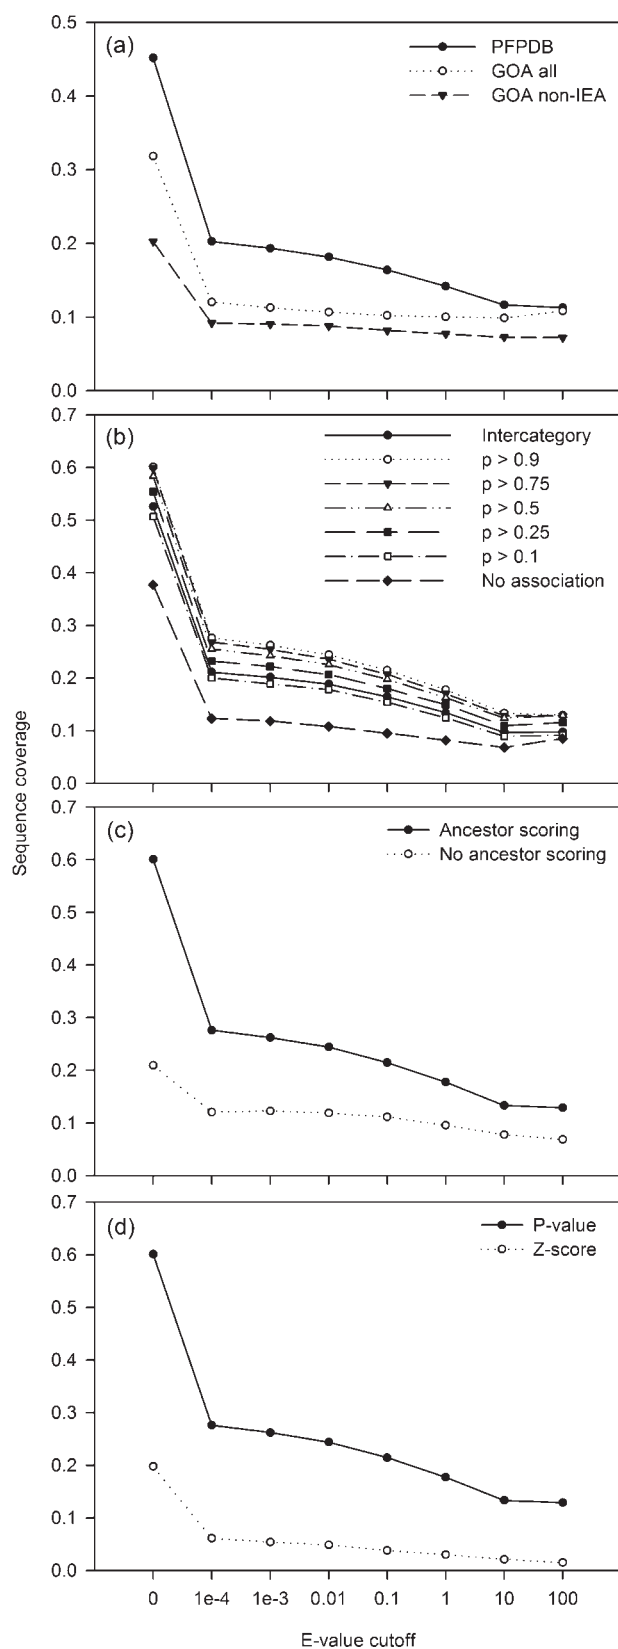 (a)
PFPDB
GOA all
GOA non-IEA
0.5
0.4
0.3
0.2
0.1
0.0
(b)
Intercategory
p > 0.9
p > 0.75
p > 0.5
p > 0.25
p > 0.1
No association
0.7
0.6
0.5
0.4
0.3
0.2
0.1
0.0
Sequence coverage
(c)
Ancestor scoring
No ancestor scoring
0.7
0.6
0.5
0.4
0.3
0.2
0.1
0.0
(d)
P-value
Z-score
0.7
0.6
0.5
0.4
0.3
0.2
0.1
0.0
0 1e-4 1e-3 0.01 0.1 1 10 100
E-value cutoff